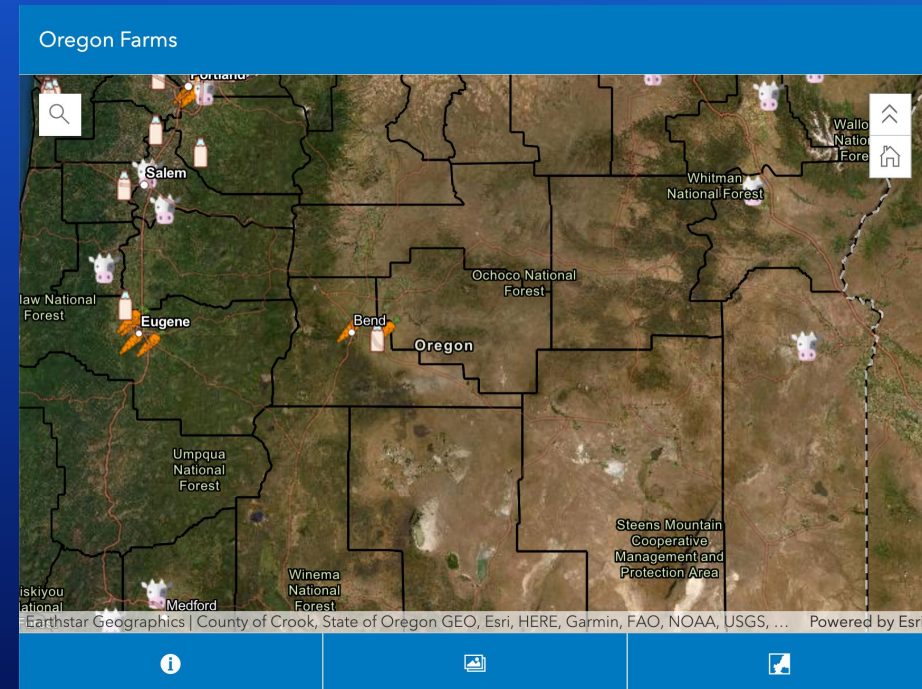 Oregon Farms
Portland
Wallo
Natio
Fore
Salem
Whitman
National Forest
Ochoco National
Forest
law National
Forest
Eugene
Bend
Oregon
Umpqua
National
Forest
Steens Mountain
Cooperative
Management and
Protection Area
Winema
National
Forest
iskiyou
ational
Medford
Earthstar Geographics | County of Crook, State of Oregon GEO, Esri, HERE, Garmin, FAO, NOAA, USGS, ... Powered by Esr